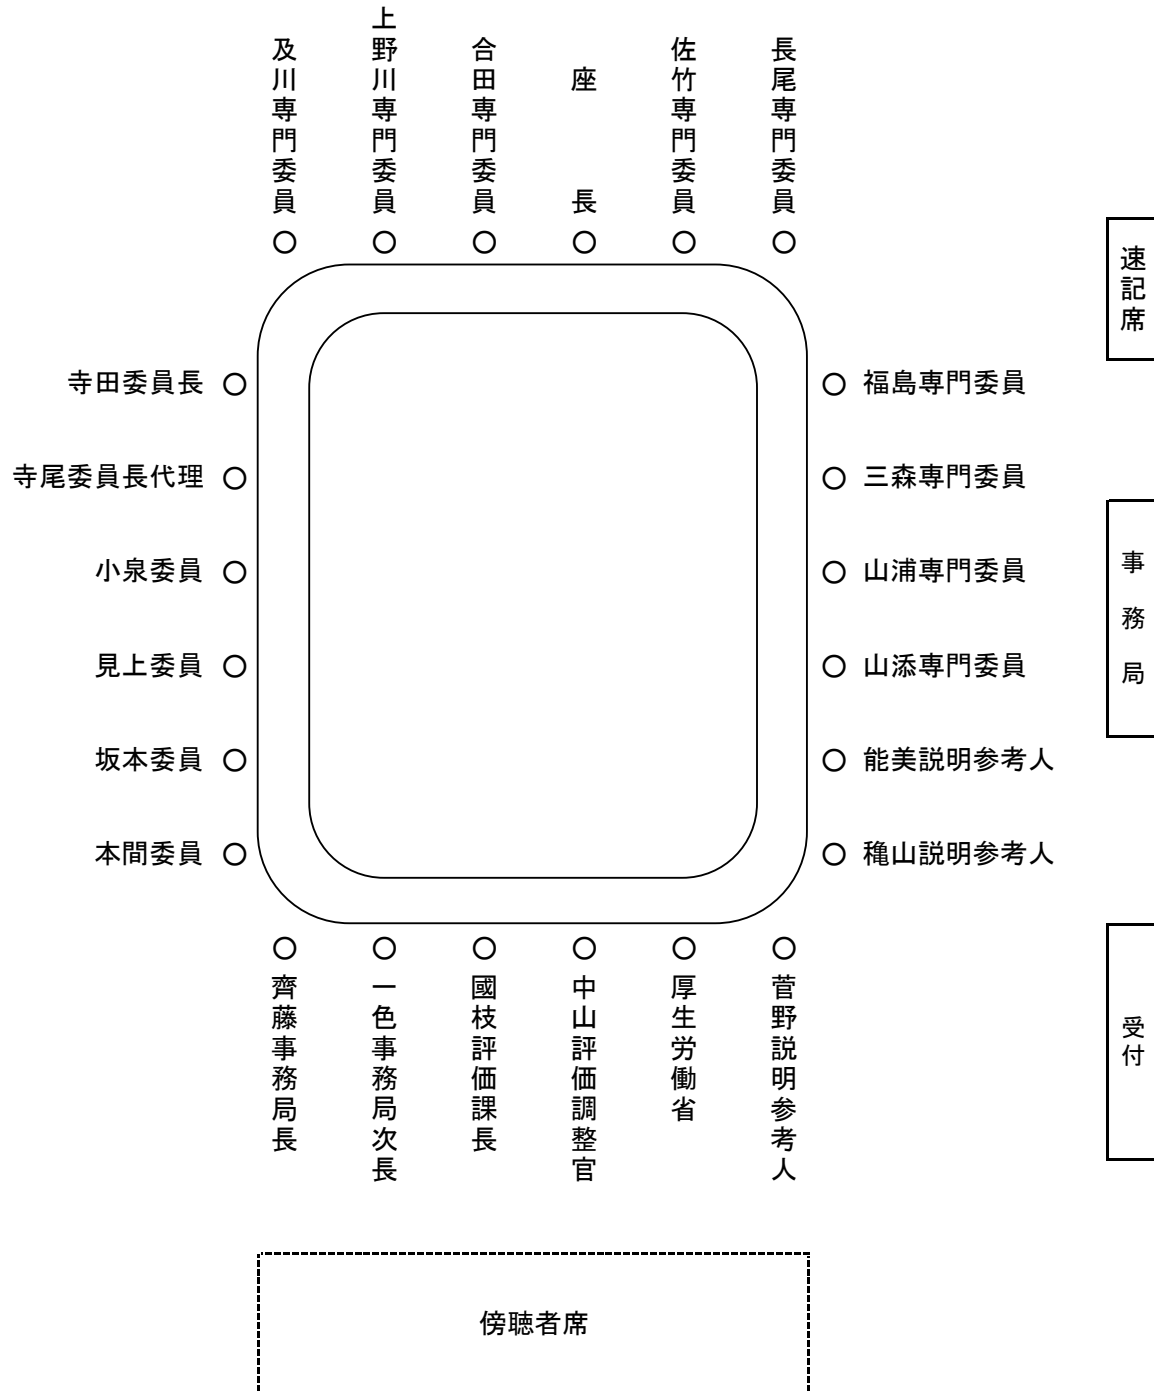 及川専門委員
上野川専門委員
合田専門委員
座長
佐竹専門委員
長尾専門委員
速記席
寺田委員長
福島専門委員
寺尾委員長代理
三森専門委員
事務局
小泉委員
山浦専門委員
見上委員
山添専門委員
坂本委員
能美説明参考人
本間委員
穐山説明参考人
受付
齊藤事務局長
一色事務局次長
國枝評価課長
中山評価調整官
厚生労働省
菅野説明参考人
傍聴者席